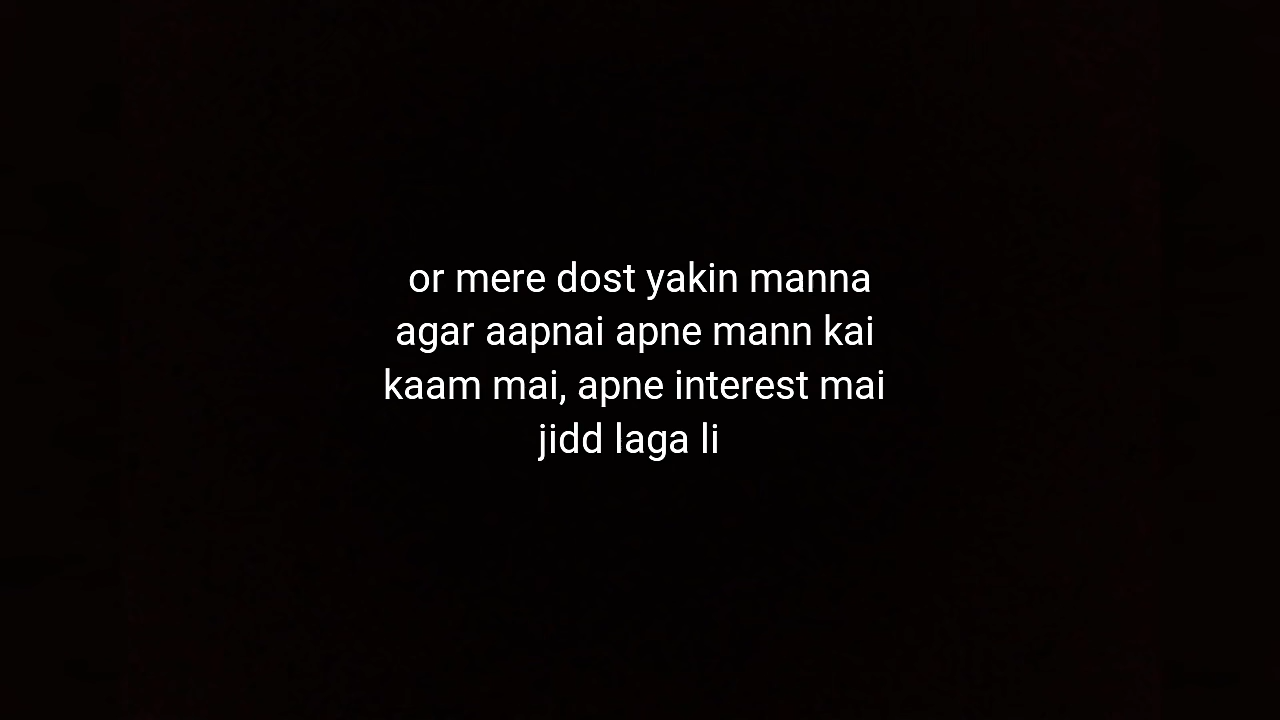 or mere dost yakin manna
agar aapnai apne mann kai
kaam mai, apne interest mai
jidd laga li